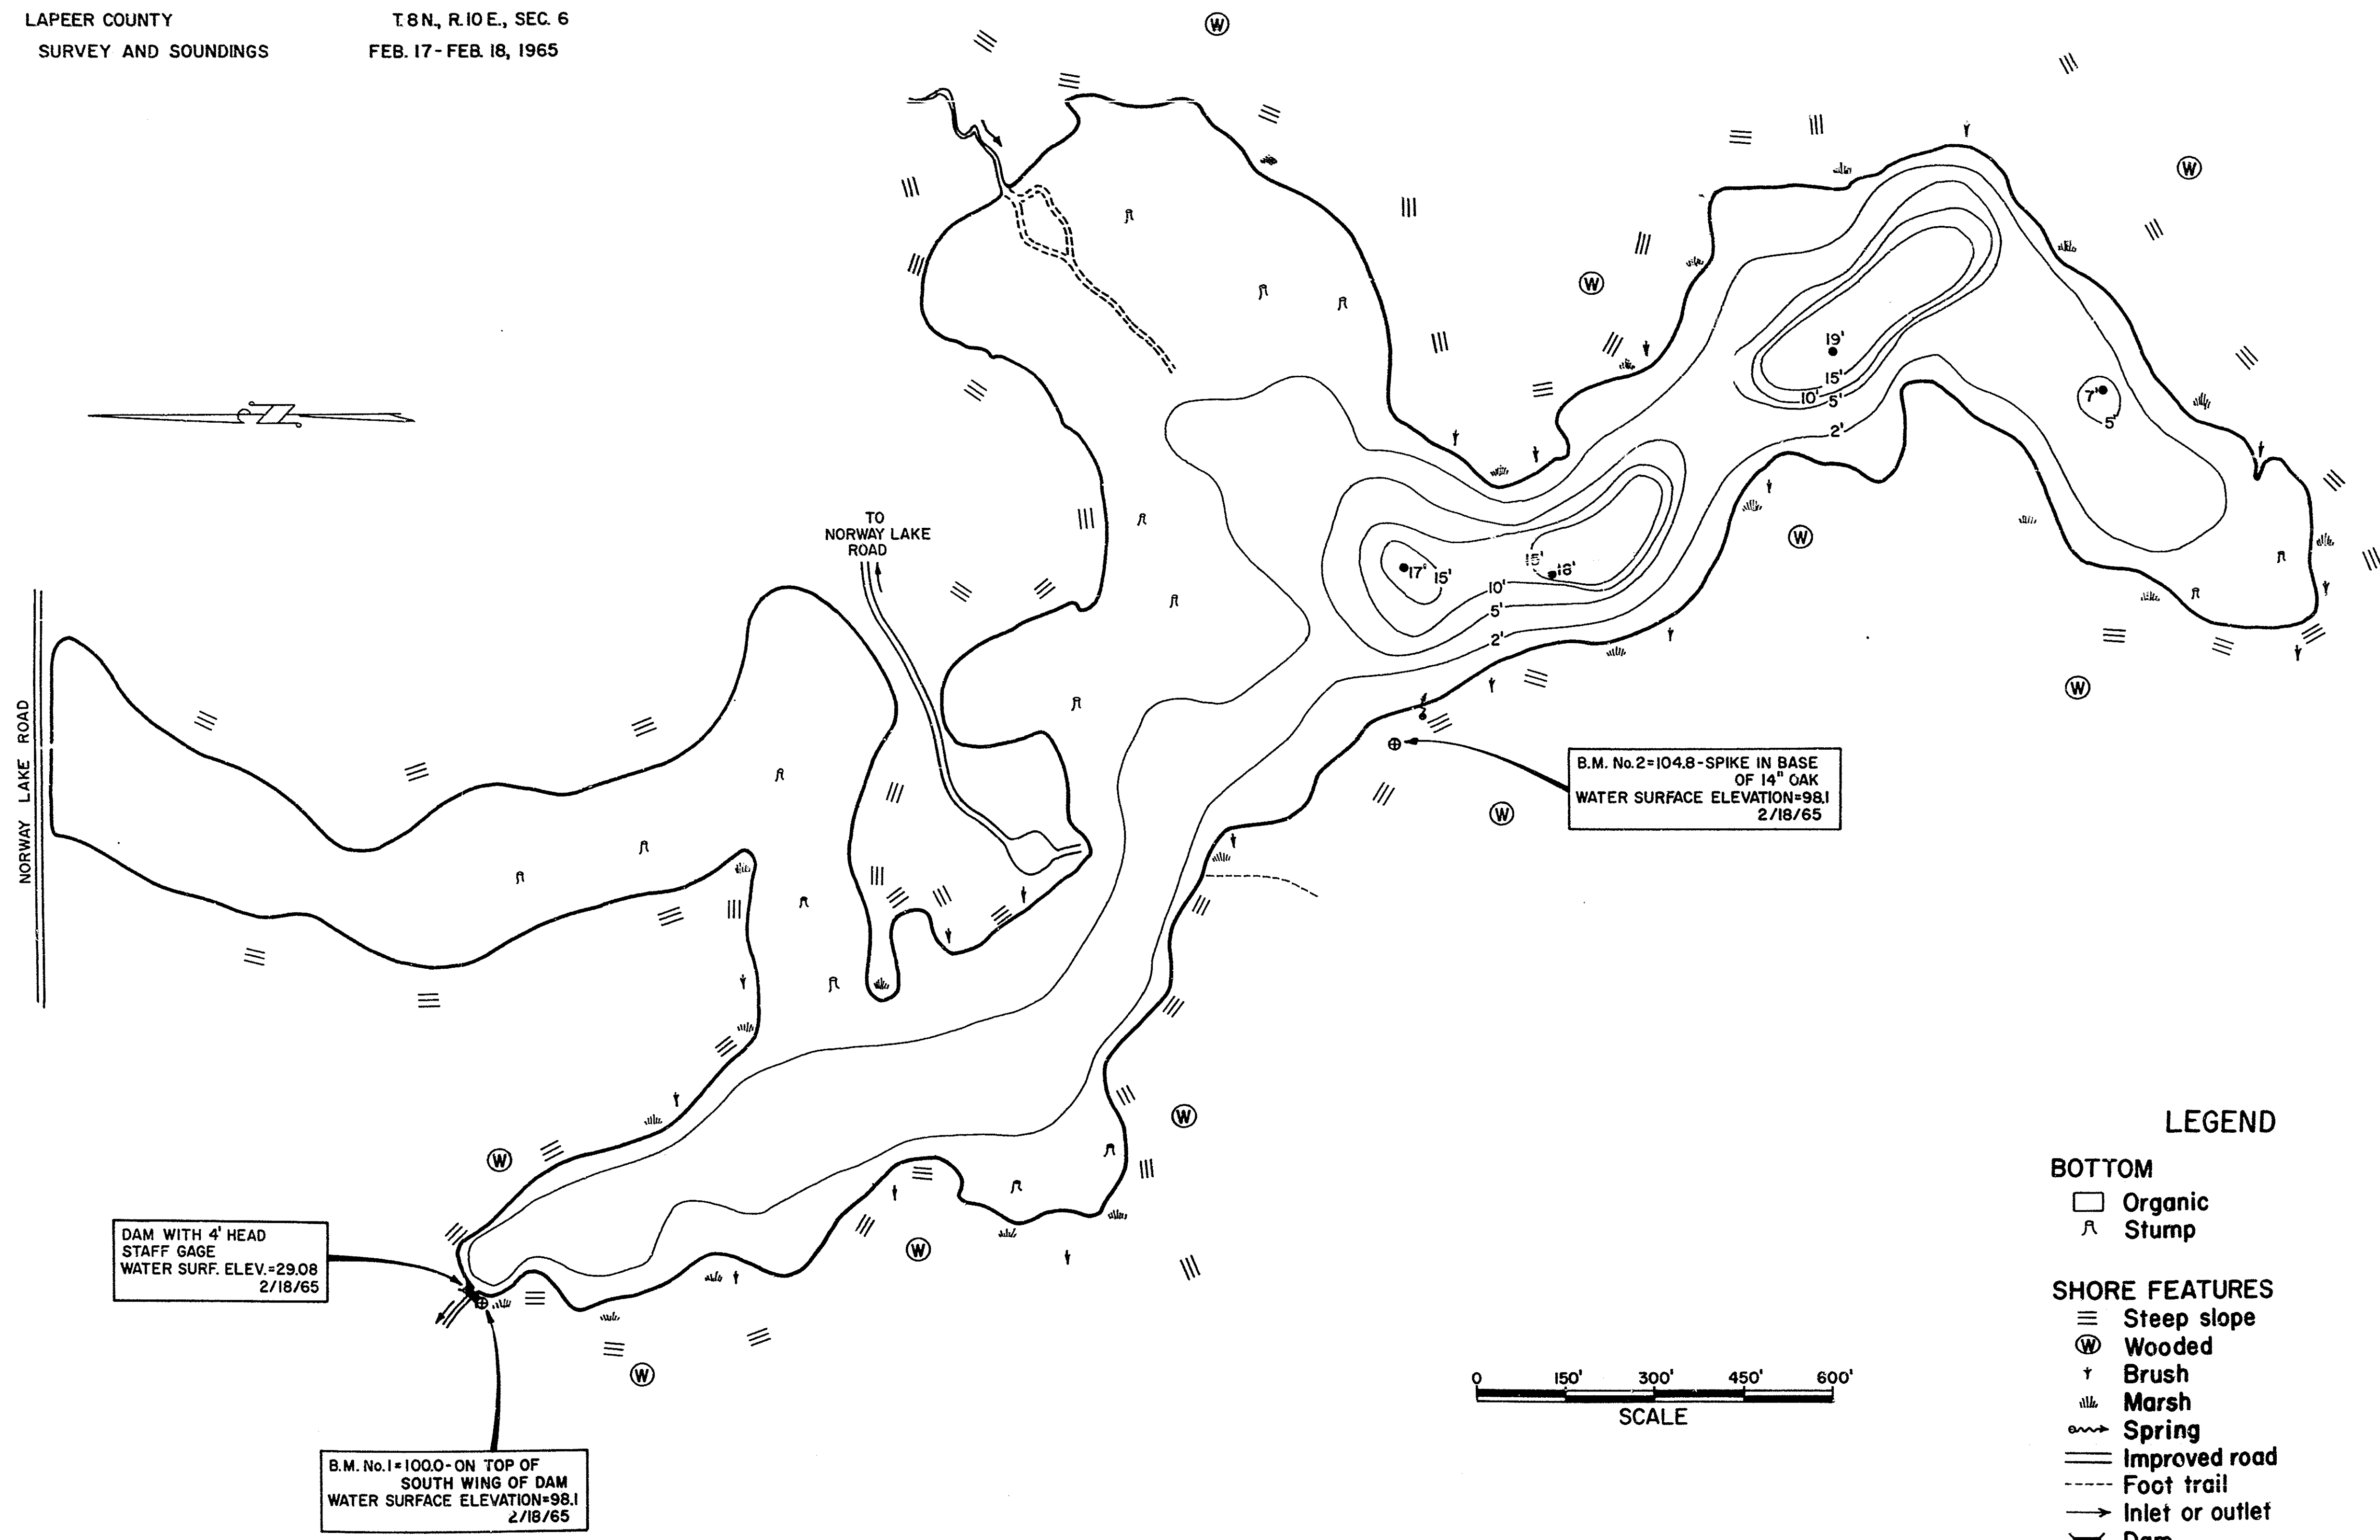 LAPEER COUNTY
T. 8 N., R. 10 E., SEC. 6
SURVEY AND SOUNDINGS
FEB. 17 - FEB. 18, 1965
W
W
W
N
19'
15'
10'
5'
2'
7'
5'
TO
NORWAY LAKE
ROAD
W
15'
18'
17'
15'
10'
5'
2'
W
NORWAY LAKE ROAD
B.M. No. 2=104.8-SPIKE IN BASE
OF 14" OAK
WATER SURFACE ELEVATION=98.1
2/18/65
W
W
W
W
W
DAM WITH 4' HEAD
STAFF GAGE
WATER SURF. ELEV.=29.08
2/18/65
B.M. No. 1=100.0-ON TOP OF
SOUTH WING OF DAM
WATER SURFACE ELEVATION=98.1
2/18/65
0 150' 300' 450' 600'
SCALE
LEGEND
BOTTOM
Organic
Stump
SHORE FEATURES
Steep slope
W Wooded
Brush
Marsh
Spring
Improved road
Foot trail
Inlet or outlet
Dam